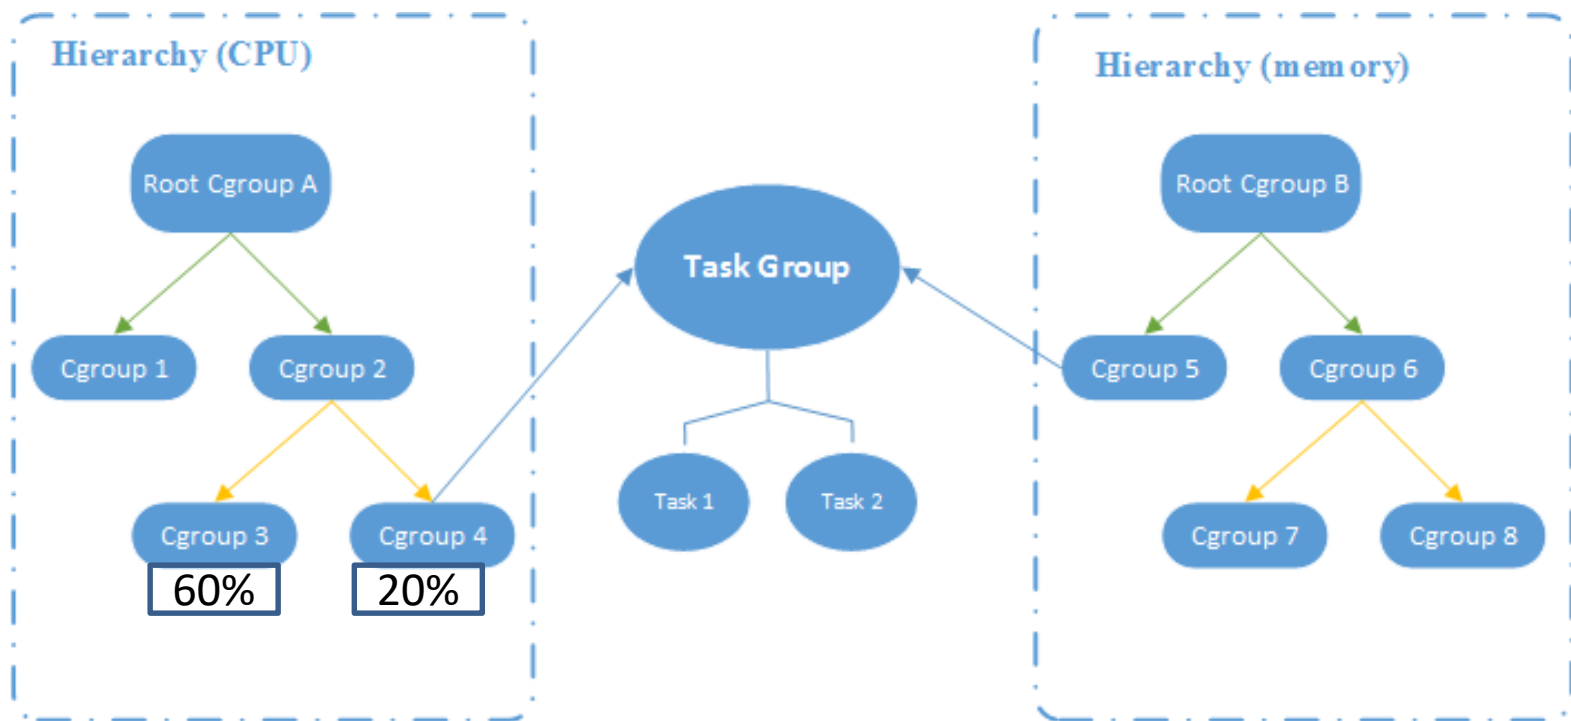 Hierarchy (CPU)
Hierarchy (memory)
Root Cgroup A
Root Cgroup B
Task Group
Cgroup 1
Cgroup 2
Cgroup 5
Cgroup 6
Task 1
Task 2
Cgroup 3
Cgroup 4
Cgroup 7
Cgroup 8
60%
20%